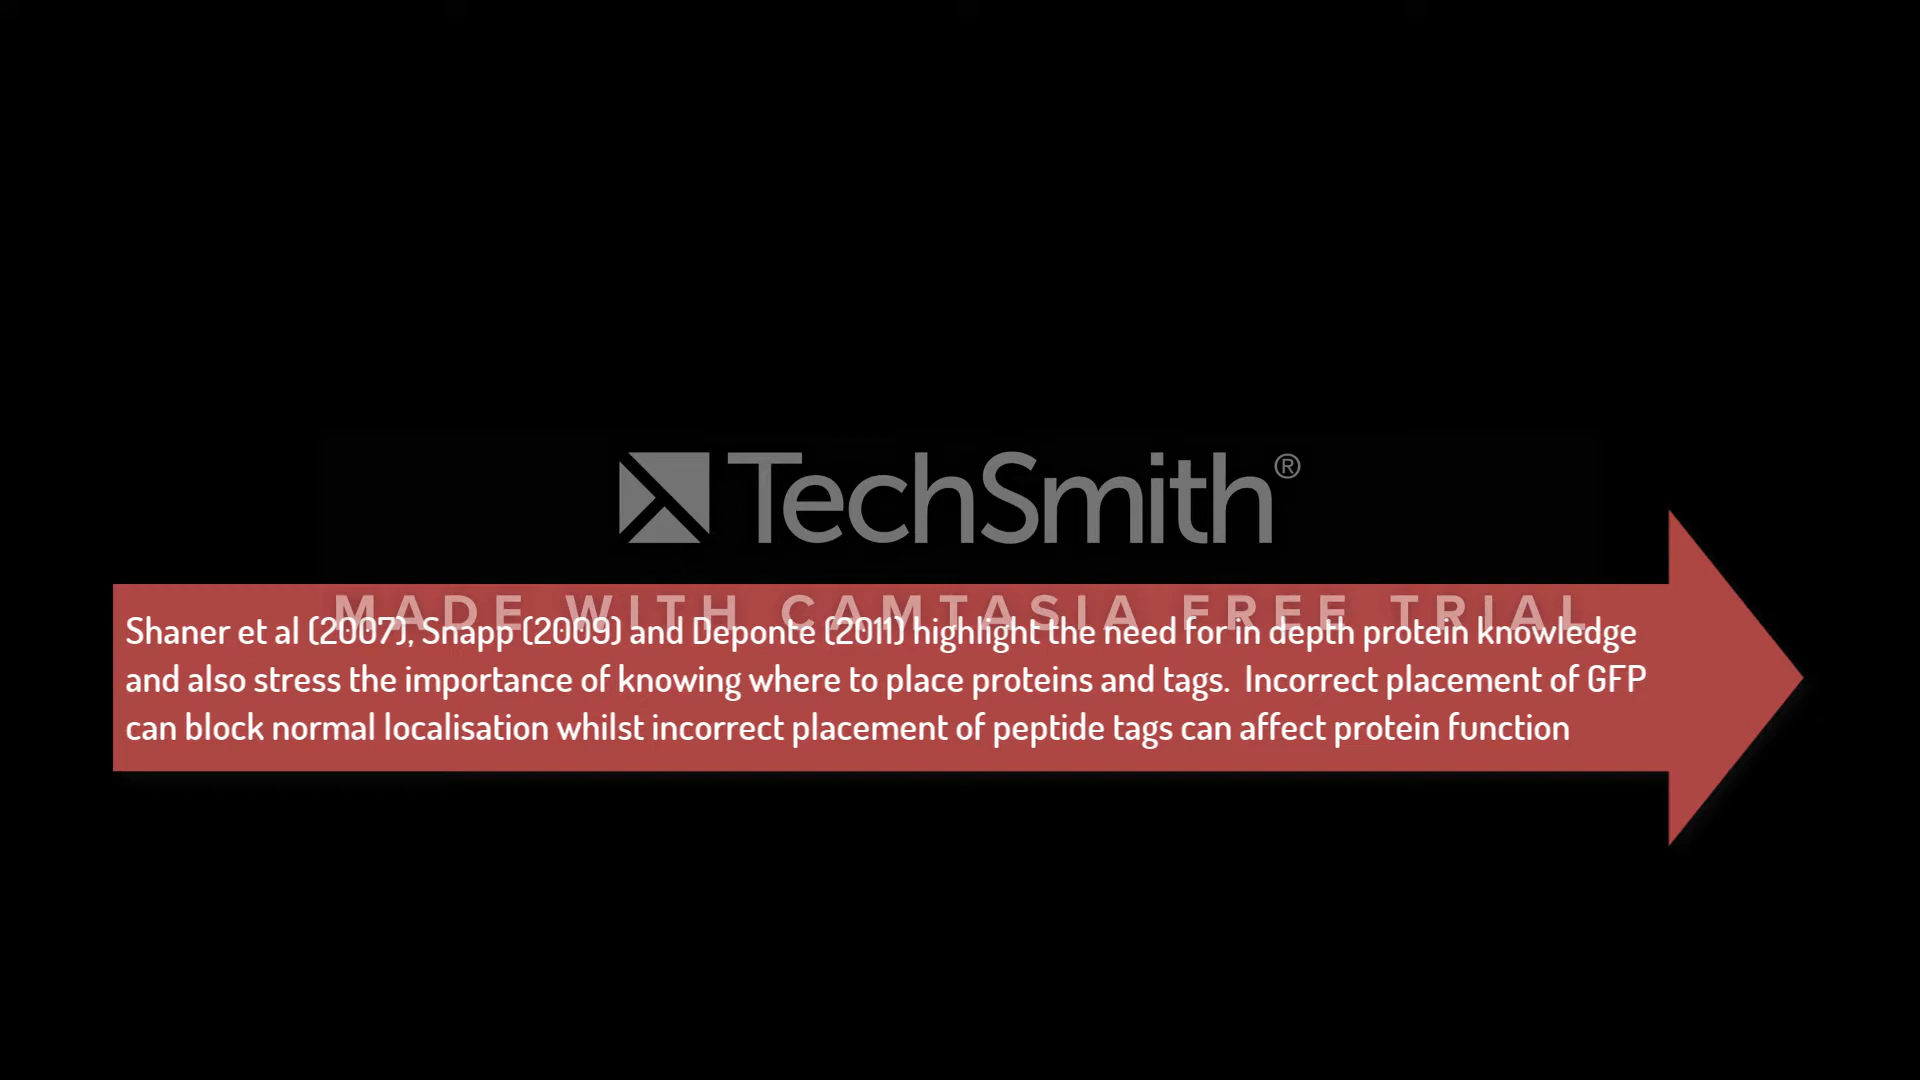 TechSmith®
MADE WITH CAMTASIA FREE TRIAL
Shaner et al (2007), Snapp (2009) and Deponte (2011) highlight the need for in depth protein knowledge
and also stress the importance of knowing where to place proteins and tags.  Incorrect placement of GFP
can block normal localisation whilst incorrect placement of peptide tags can affect protein function